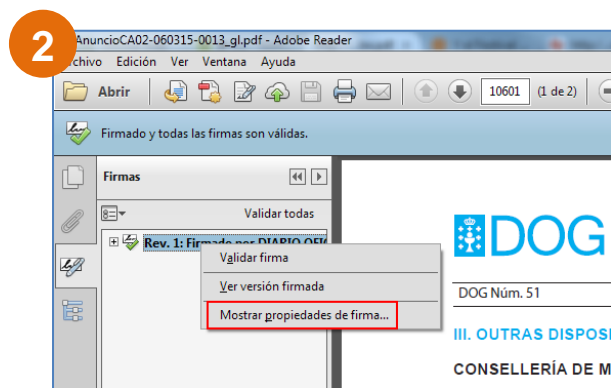 2
AnuncioCA02-060315-0013_gl.pdf - Adobe Reader
Archivo Edición Ver Ventana Ayuda
Abrir 10601 (1 de 2)
Firmado y todas las firmas son válidas.
Firmas
Validar todas
Rev. 1: Firmado por DIARIO OFI
Validar firma
Ver versión firmada
Mostrar propiedades de firma...
DOG
DOG Núm. 51
III. OUTRAS DISPOSI
CONSELLERÍA DE M